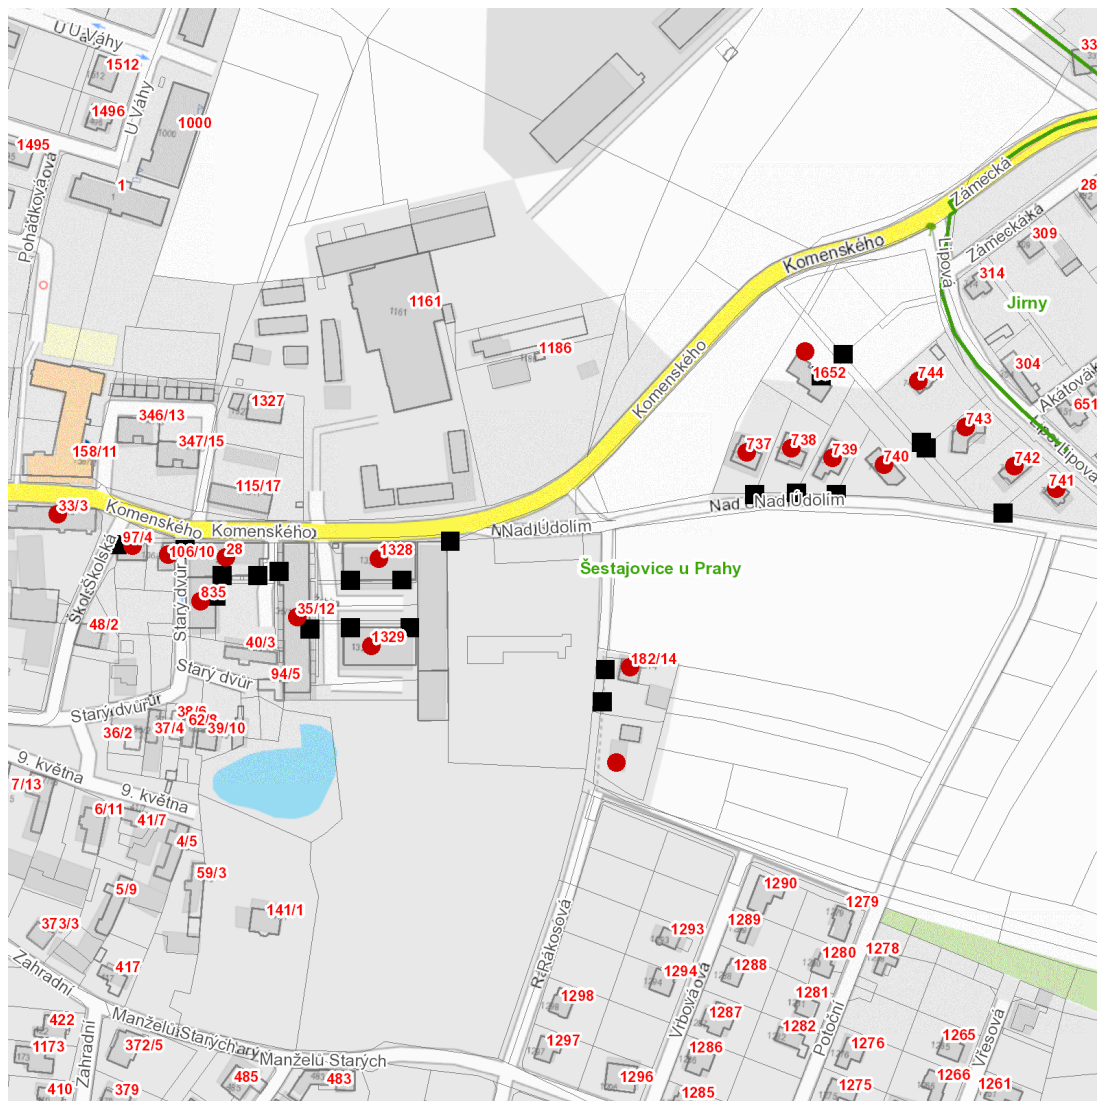 U Váhy
1512
33
1496
U Váhy
1000
1495
1
Pohádková
Zámecká
28
309
Komenského
Lipová
Zámecká
314
Jirny
1161
1186
Komenského
1652
304
744
Akátová
651
1327
346/13
347/15
158/11
743
737
738
739
740
742
Lipová
741
115/17
33/3
Komenského
Komenského
Nad Údolím
Nad Údolím
97/4
106/10
28
1328
Školská
Šestajovice u Prahy
835
35/12
Starý dvůr
48/2
40/3
1329
182/14
94/5
Starý dvůr
Starý dvůr
36/2
37/4
38/6
62/8
39/10
9. května
7/13
9. května
6/11
41/7
4/5
59/3
5/9
141/1
373/3
417
Zahradní
1290
1279
1289
1293
1280
1278
Rákosová
1294
1288
Vrbová
1298
1287
1281
1282
Potoční
Manželů Starých
Manželů Starých
422
1173
372/5
Zahradní
1297
1286
1276
1265
Vřesová
410
379
485
483
1296
1285
1275
1266
1261